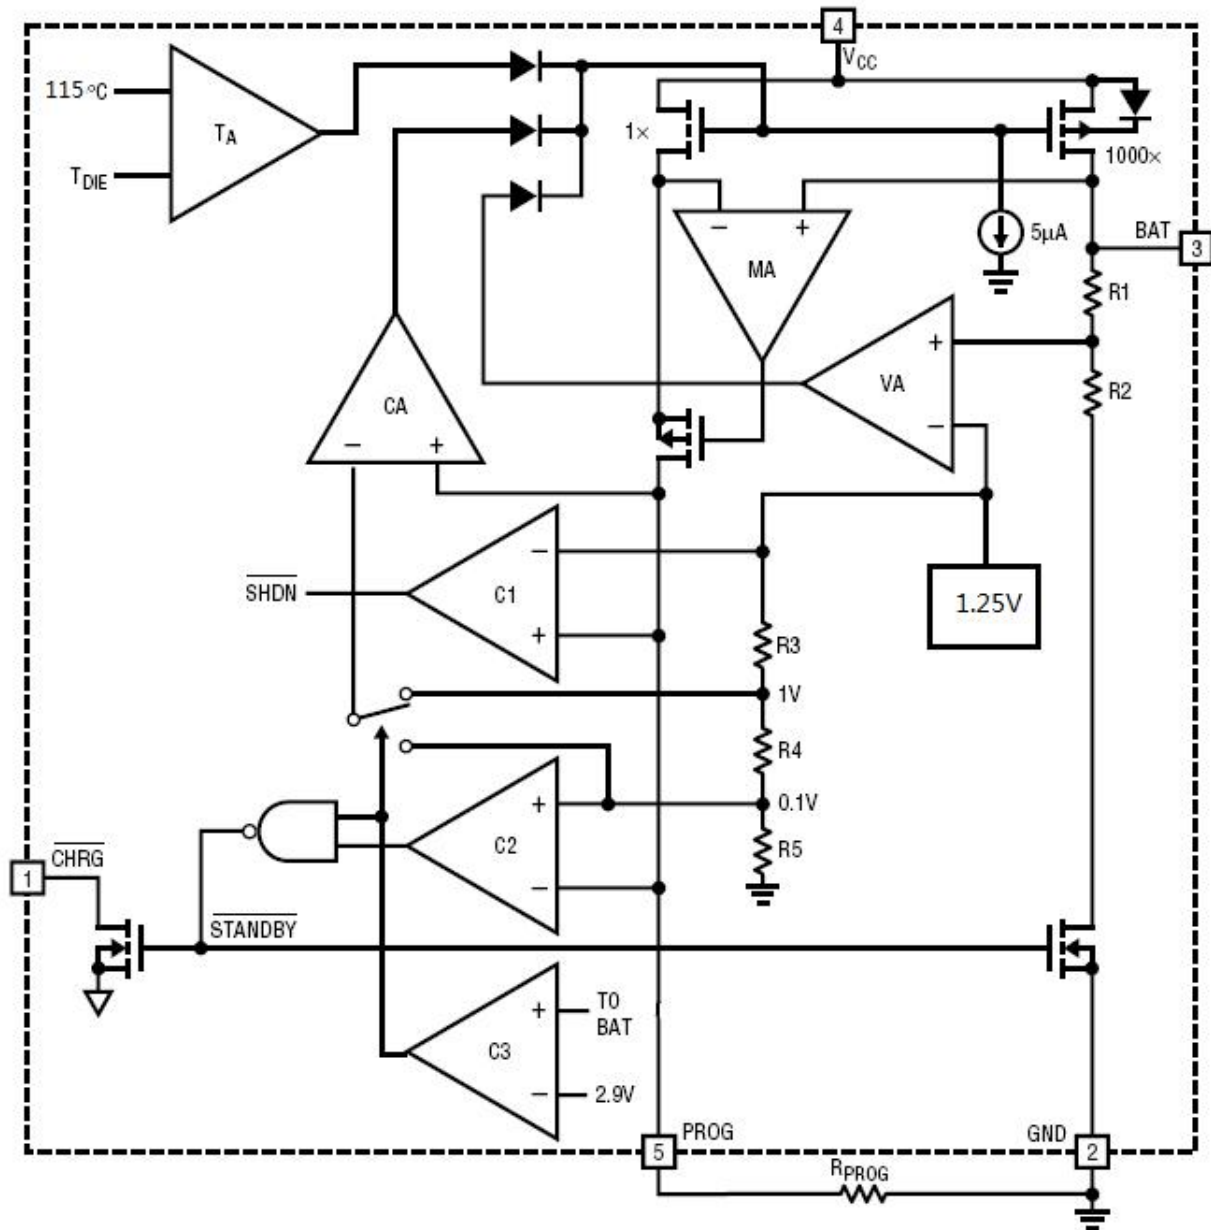 4
VCC
115 °C
TA
TDIE
1×
1000×
− +
MA
5μA
BAT
3
R1
+
VA
−
R2
CA
− +
SHDN
−
C1
+
1.25V
R3
1V
R4
0.1V
R5
+
C2
−
CHRG
1
STANDBY
+
TO
BAT
C3
−
2.9V
PROG
5
GND
2
RPROG